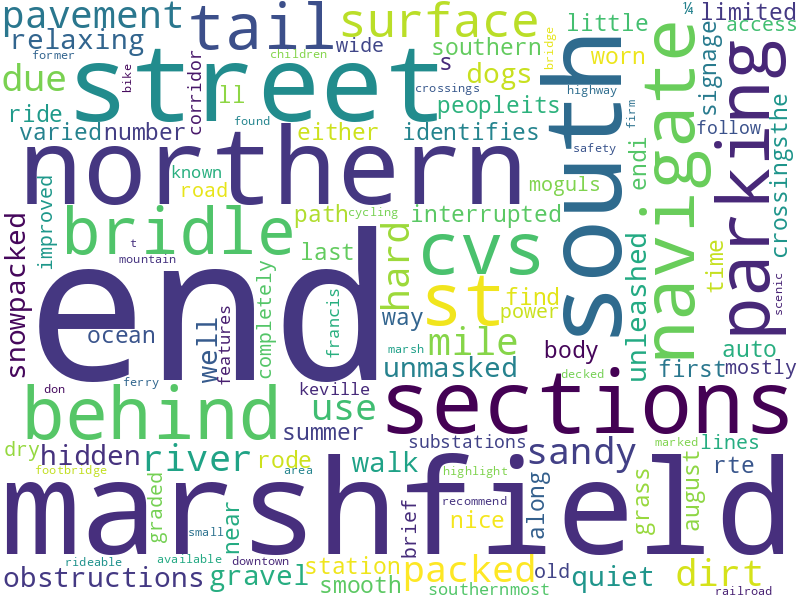 pavement tail surface little limited
relaxing wide southern access
former children bridge
due street s dogs worn signage
bike corridor ll crossings peopleits highway
ride found firm
varied number either identifies south navigate parking follow
safety
northern known moguls endi crossingsthe
road
improved bridle path cycling hard interrupted
t last cvs unleashed time
mountain
snowpacked end completely st find scenic
power
ocean well features francis way mile body auto
marsh
unmasked first mostly
ferry decked
don keville
behind use sections
summer
dry hidden river substations marked lines
rode walk sandy rte
footbridge area highlight
marshfield
graded near recommend along grass august
small brief nice
rideable available downtown
obstructions gravel station packed old quiet dirt
smooth southernmost railroad
¼